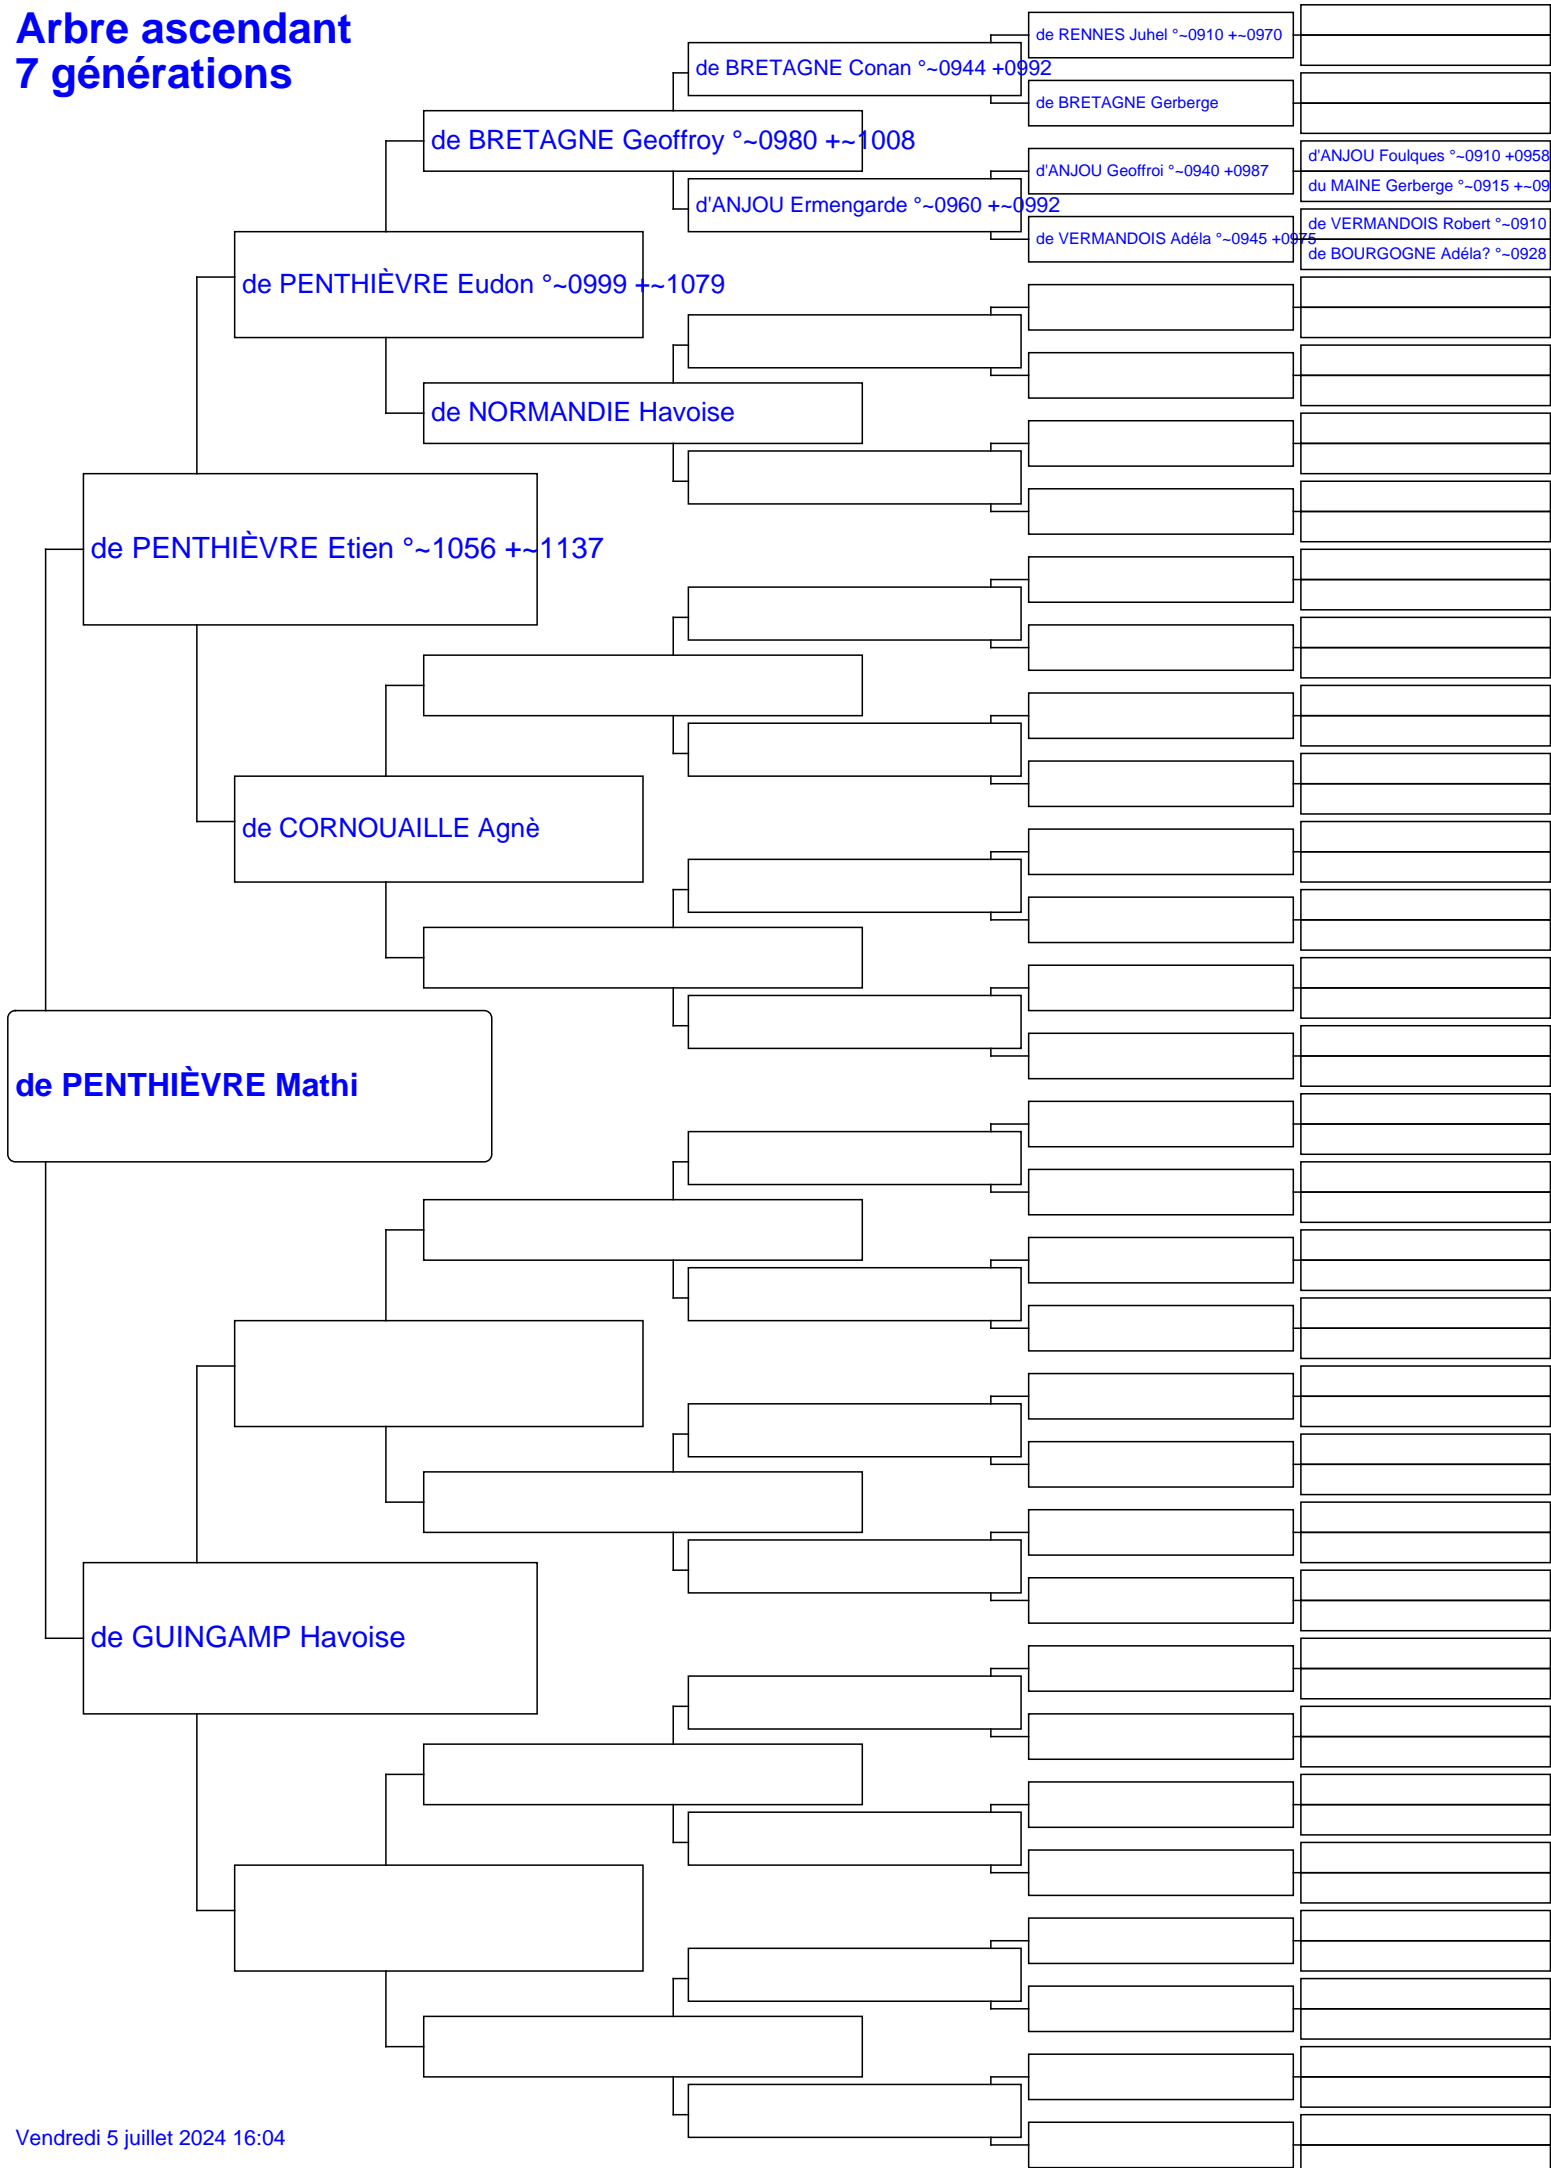 Arbre ascendant
7 générations
de RENNES Juhel °~0910 +~0970
de BRETAGNE Conan °~0944 +0992
de BRETAGNE Gerberge
de BRETAGNE Geoffroy °~0980 +~1008
d'ANJOU Foulques °~0910 +0958
d'ANJOU Geoffroi °~0940 +0987
du MAINE Gerberge °~0915 +~09
d'ANJOU Ermengarde °~0960 +~0992
de VERMANDOIS Robert °~0910
de VERMANDOIS Adéla °~0945 +0975
de BOURGOGNE Adéla? °~0928
de PENTHIÈVRE Eudon °~0999 +~1079
de NORMANDIE Havoise
de PENTHIÈVRE Etien °~1056 +~1137
de CORNOUAILLE Agnè
de PENTHIÈVRE Mathi
de GUINGAMP Havoise
Vendredi 5 juillet 2024 16:04